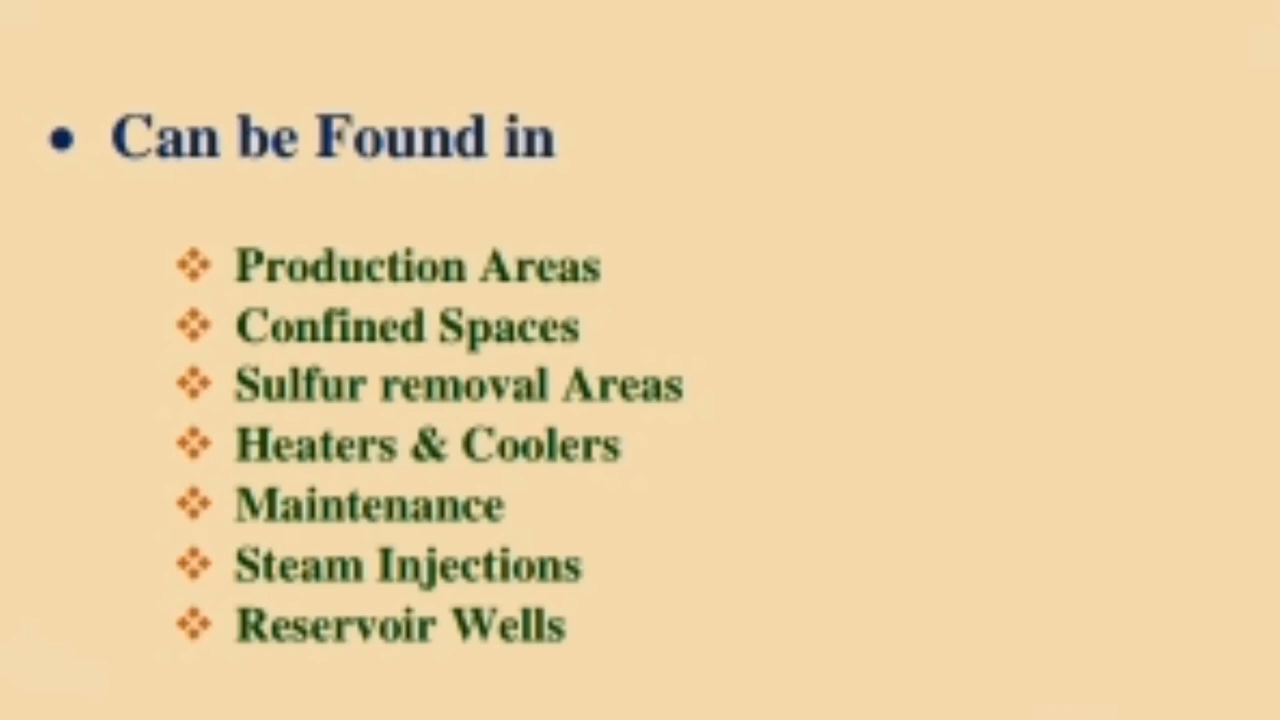 • Can be Found in
❖ Production Areas
❖ Confined Spaces
❖ Sulfur removal Areas
❖ Heaters & Coolers
❖ Maintenance
❖ Steam Injections
❖ Reservoir Wells